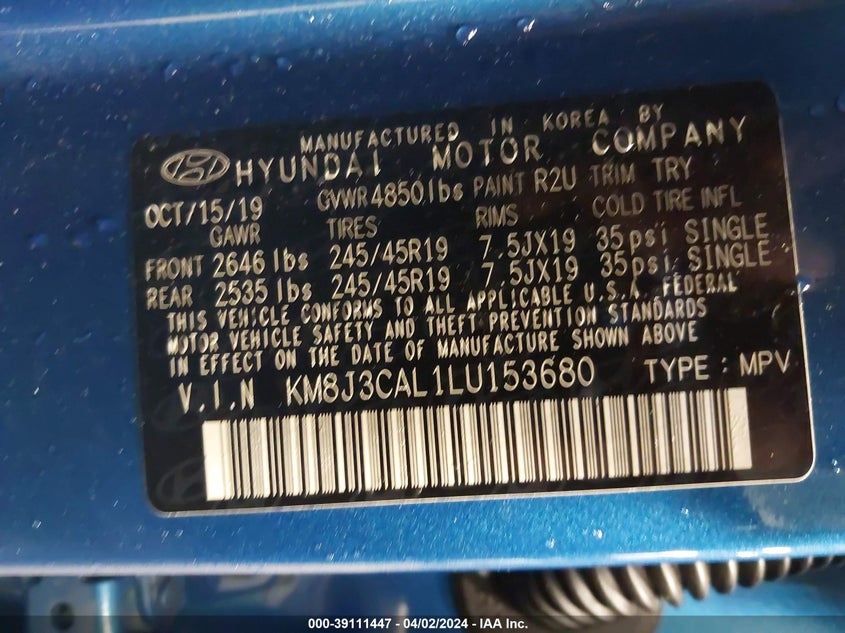 MANUFACTURED IN KOREA BY
HYUNDAI MOTOR COMPANY
OCT/15/19 GVWR 4850lbs PAINT R2U TRIM TRY
GAWR TIRES RIMS COLD TIRE INFL
FRONT 2646 lbs 245/45R19 7.5JX19 35psi SINGLE
REAR 2535 lbs 245/45R19 7.5JX19 35psi SINGLE
THIS VEHICLE CONFORMS TO ALL APPLICABLE U.S.A. FEDERAL
MOTOR VEHICLE SAFETY AND THEFT PREVENTION STANDARDS
IN EFFECT ON THE DATE OF MANUFACTURE SHOWN ABOVE
V.I.N KM8J3CAL1LU153680 TYPE : MPV
000-39111447 - 04/02/2024 - IAA Inc.